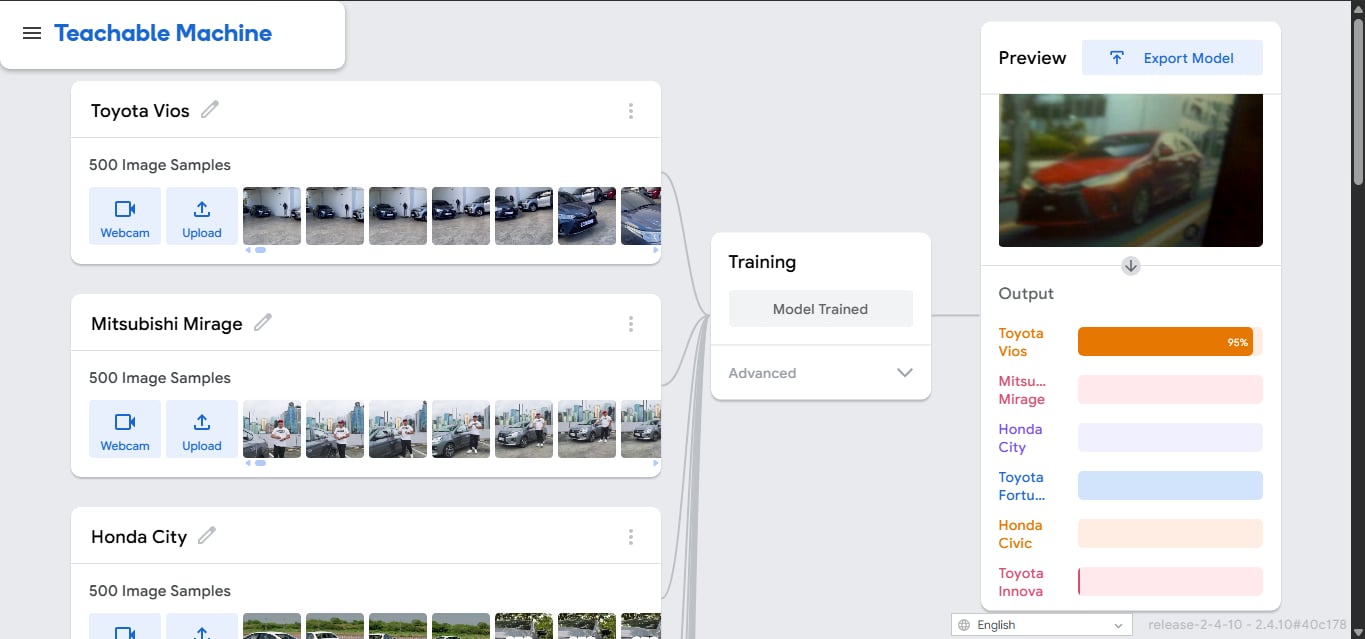 Teachable Machine
Toyota Vios
500 Image Samples
Webcam
Upload
Mitsubishi Mirage
500 Image Samples
Webcam
Upload
Honda City
500 Image Samples
Training
Model Trained
Advanced
Preview
Export Model
Output
Toyota
Vios
95%
Mitsu...
Mirage
Honda
City
Toyota
Fortu...
Honda
Civic
Toyota
Innova
English
release-2-4-10 - 2.4.10#40c178